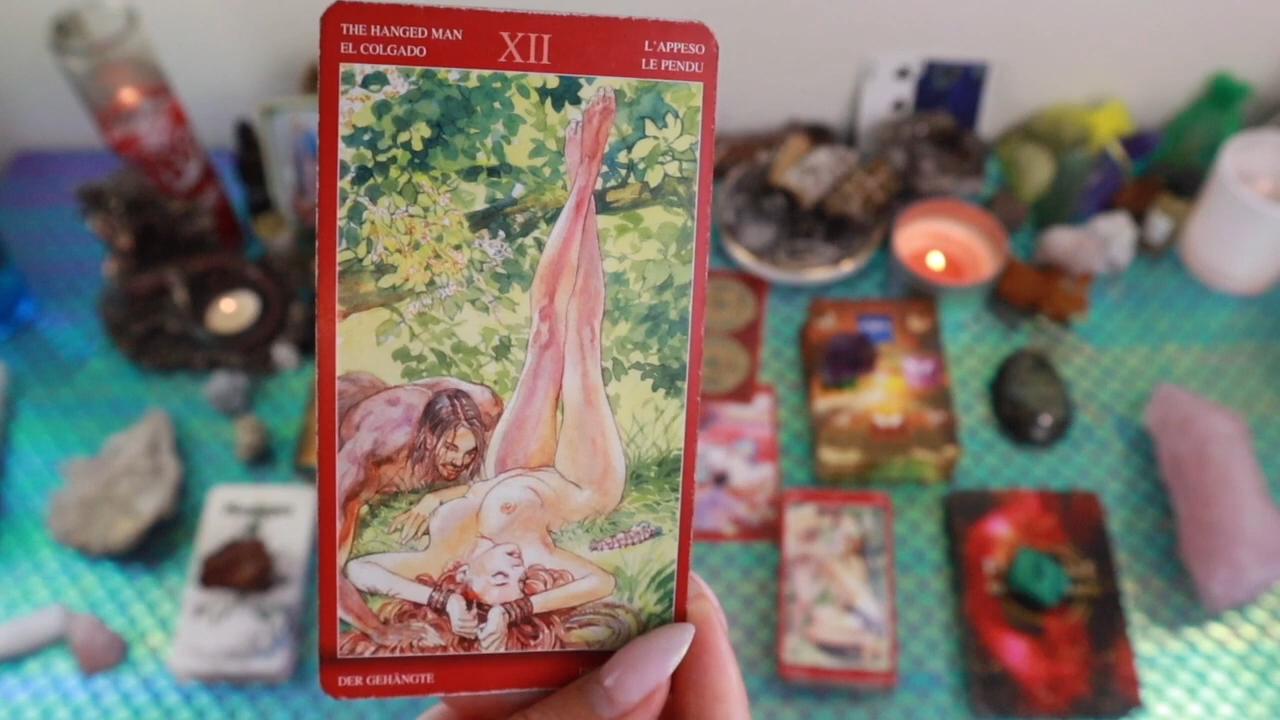 THE HANGED MAN
EL COLGADO
XII
L'APPESO
LE PENDU
DER GEHÄNGTE